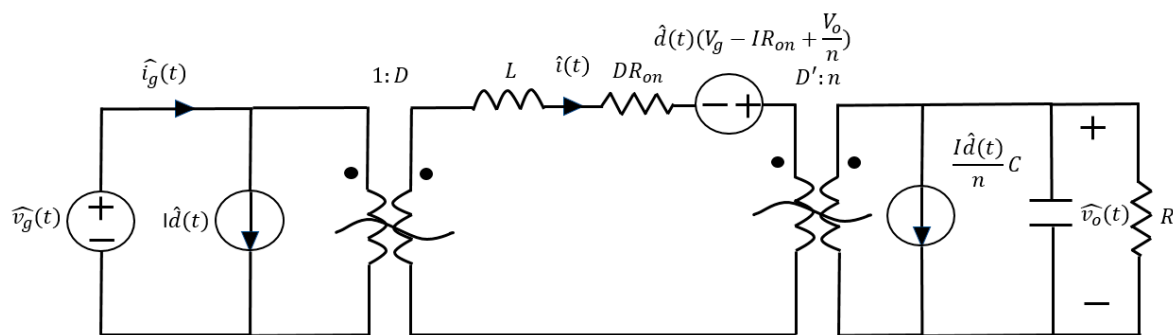 d̂(t)(V_g − IR_on + V_o/n)
î_g(t)
1:D
L
î(t)
DR_on
D′:n
+
−
− +
+
v̂_g(t)
Id̂(t)
Id̂(t)/n
C
v̂_o(t)
R
−